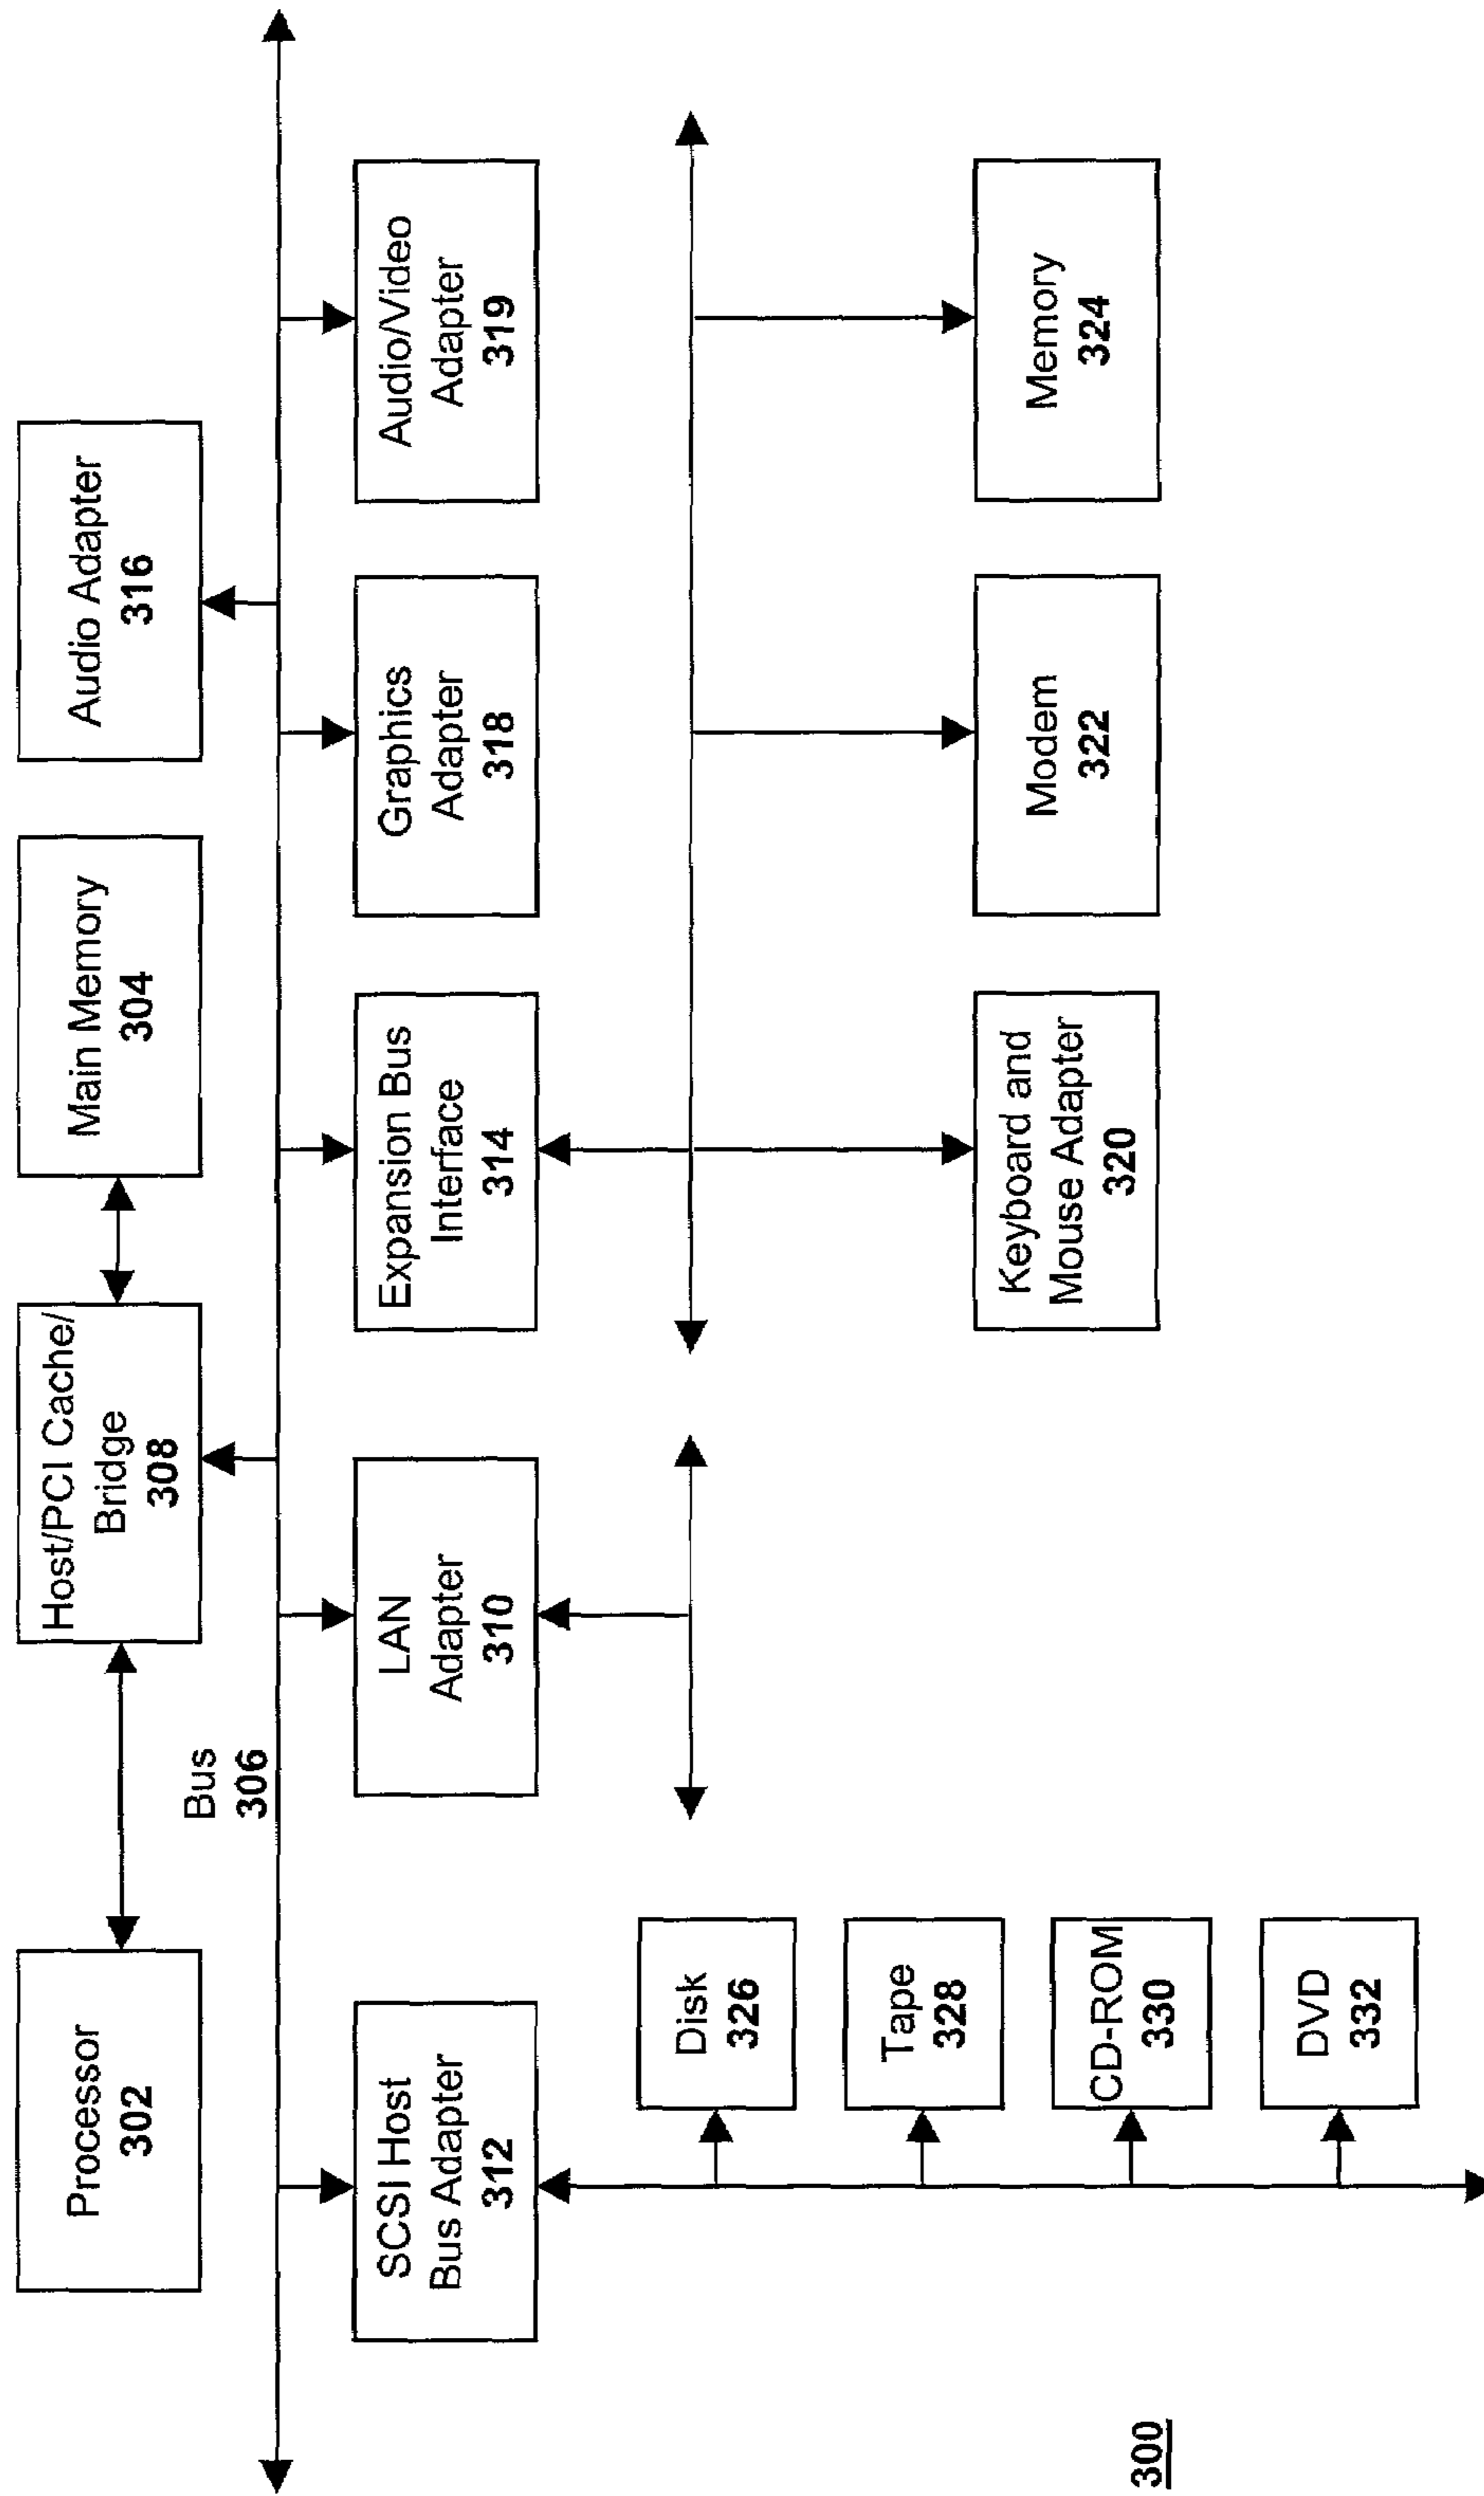 Processor
302
Host/PCI Cache/
Bridge
308
Main Memory
304
Audio Adapter
316
Bus
306
SCSI Host
Bus Adapter
312
LAN
Adapter
310
Expansion Bus
Interface
314
Graphics
Adapter
318
Audio/Video
Adapter
319
Disk
326
Tape
328
CD-ROM
330
DVD
332
Keyboard and
Mouse Adapter
320
Modem
322
Memory
324
300